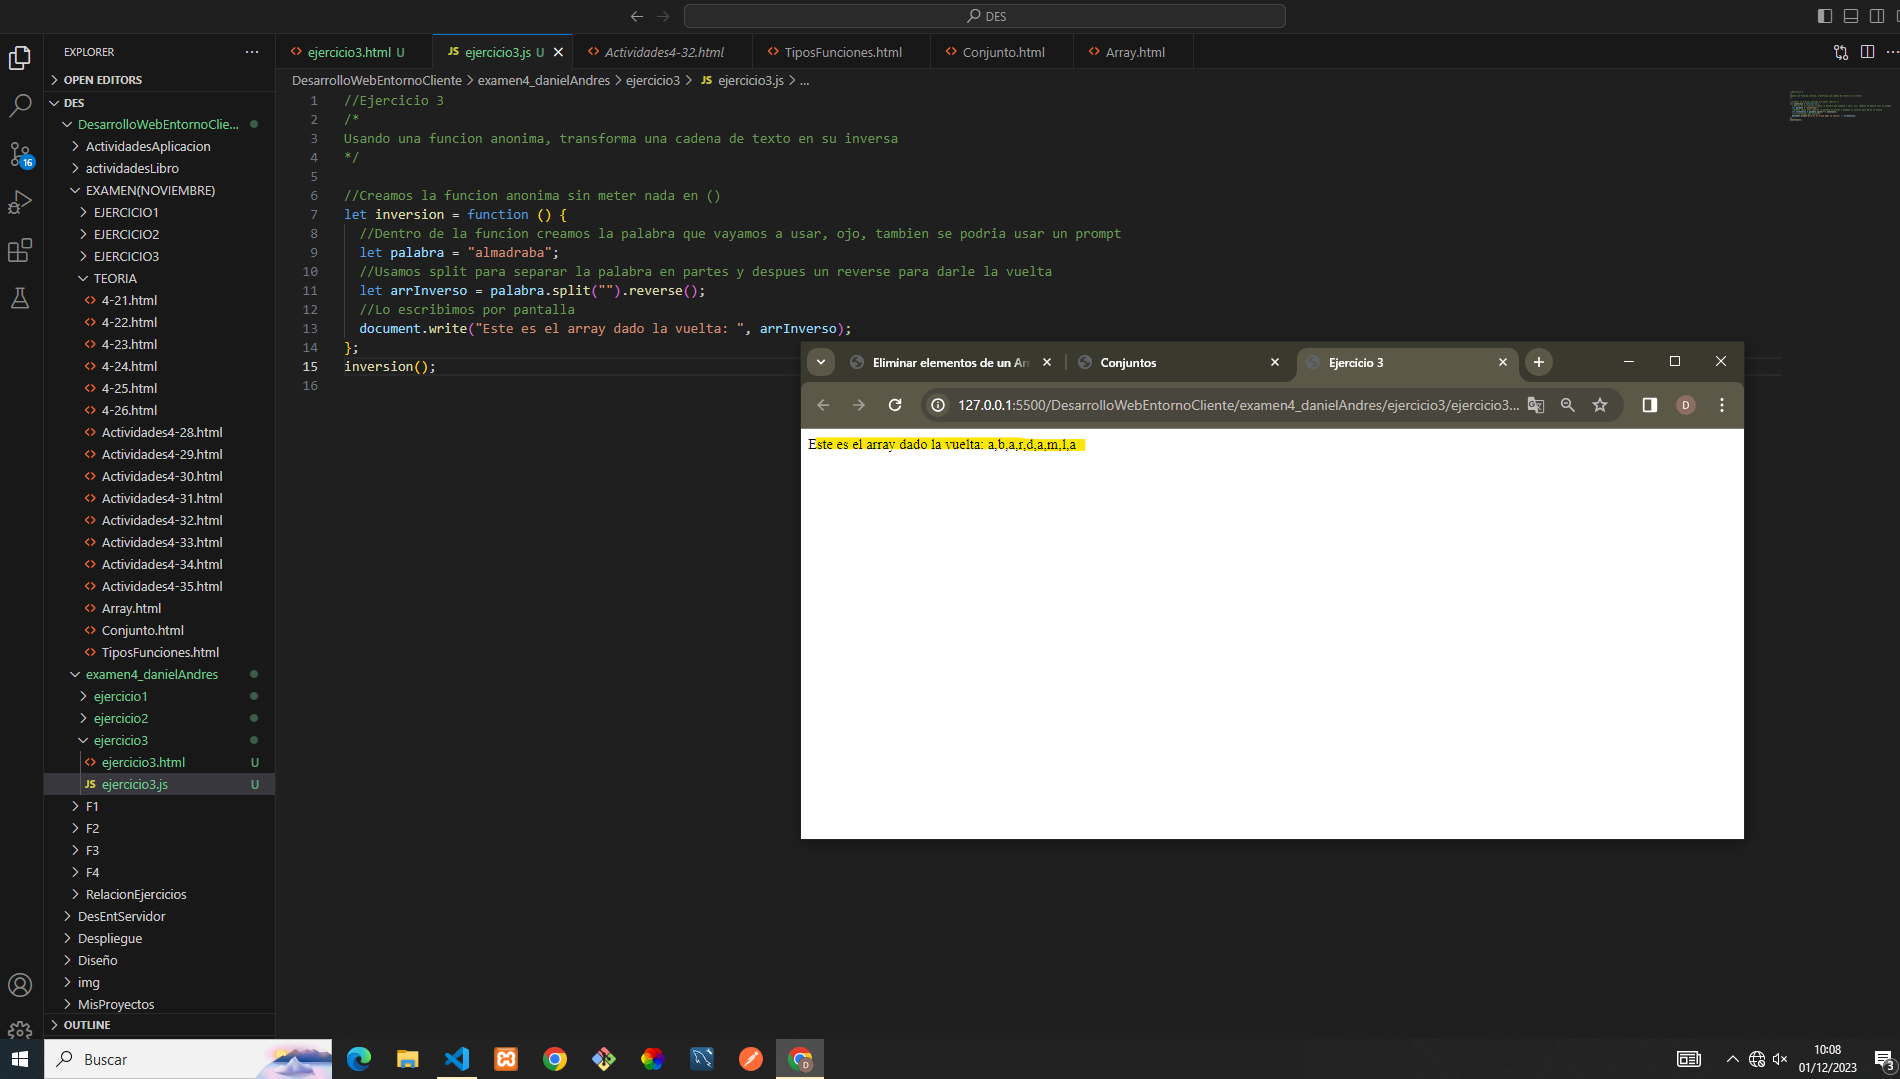 DES
EXPLORER
OPEN EDITORS
DES
DesarrolloWebEntornoClie...
ActividadesAplicacion
actividadesLibro
EXAMEN(NOVIEMBRE)
EJERCICIO1
EJERCICIO2
EJERCICIO3
TEORIA
4-21.html
4-22.html
4-23.html
4-24.html
4-25.html
4-26.html
Actividades4-28.html
Actividades4-29.html
Actividades4-30.html
Actividades4-31.html
Actividades4-32.html
Actividades4-33.html
Actividades4-34.html
Actividades4-35.html
Array.html
Conjunto.html
TiposFunciones.html
examen4_danielAndres
ejercicio1
ejercicio2
ejercicio3
ejercicio3.html U
JS ejercicio3.js U
F1
F2
F3
F4
RelacionEjercicios
DesEntServidor
Despliegue
Diseño
img
MisProyectos
OUTLINE
16
ejercicio3.html U JS ejercicio3.js U Actividades4-32.html TiposFunciones.html Conjunto.html Array.html
DesarrolloWebEntornoCliente > examen4_danielAndres > ejercicio3 > JS ejercicio3.js > ...
1 //Ejercicio 3
2 /*
3 Usando una funcion anonima, transforma una cadena de texto en su inversa
4 */
5
6 //Creamos la funcion anonima sin meter nada en ()
7 let inversion = function () {
8 //Dentro de la funcion creamos la palabra que vayamos a usar, ojo, tambien se podria usar un prompt
9 let palabra = "almadraba";
10 //Usamos split para separar la palabra en partes y despues un reverse para darle la vuelta
11 let arrInverso = palabra.split("").reverse();
12 //Lo escribimos por pantalla
13 document.write("Este es el array dado la vuelta: ", arrInverso);
14 };
15 inversion();
16
Eliminar elementos de un Ar Conjuntos Ejercicio 3
127.0.0.1:5500/DesarrolloWebEntornoCliente/examen4_danielAndres/ejercicio3/ejercicio3... D
Este es el array dado la vuelta: a,b,a,r,d,a,m,l,a
Buscar
D
10:08
01/12/2023
3